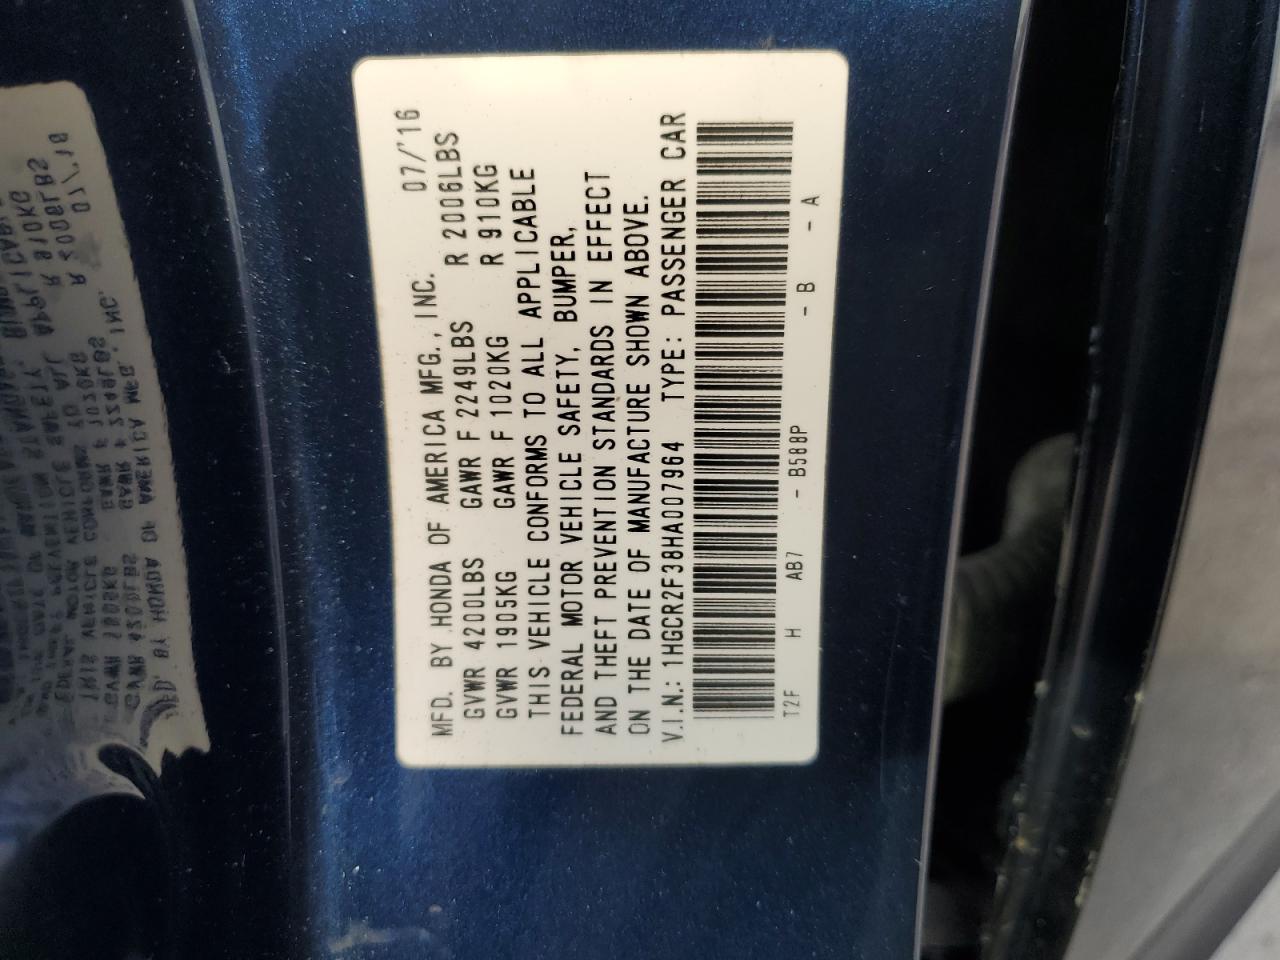 MFD. BY HONDA OF AMERICA MFG., INC. 07/'16
GVWR 4200LBS GAWR F 2249LBS R 2006LBS
GVWR 1905KG GAWR F 1020KG R 910KG
THIS VEHICLE CONFORMS TO ALL APPLICABLE
FEDERAL MOTOR VEHICLE SAFETY, BUMPER,
AND THEFT PREVENTION STANDARDS IN EFFECT
ON THE DATE OF MANUFACTURE SHOWN ABOVE.
V.I.N.: 1HGCR2F38HA007964 TYPE: PASSENGER CAR
T2F H AB7 - B588P - B - A